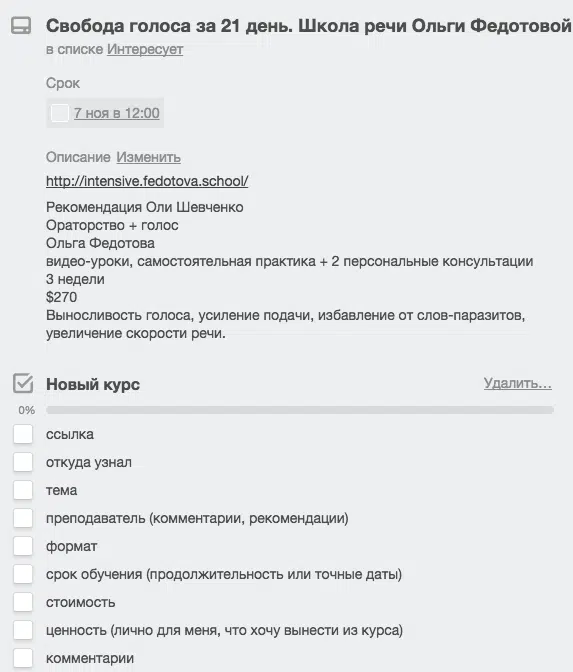 Свобода голоса за 21 день. Школа речи Ольги Федотовой
в списке Интересует
Срок
7 ноя в 12:00
Описание Изменить
http://intensive.fedotova.school/
Рекомендация Оли Шевченко
Ораторство + голос
Ольга Федотова
видео-уроки, самостоятельная практика + 2 персональные консультации
3 недели
$270
Выносливость голоса, усиление подачи, избавление от слов-паразитов,
увеличение скорости речи.
Новый курс Удалить...
0%
ссылка
откуда узнал
тема
преподаватель (комментарии, рекомендации)
формат
срок обучения (продолжительность или точные даты)
стоимость
ценность (лично для меня, что хочу вынести из курса)
комментарии